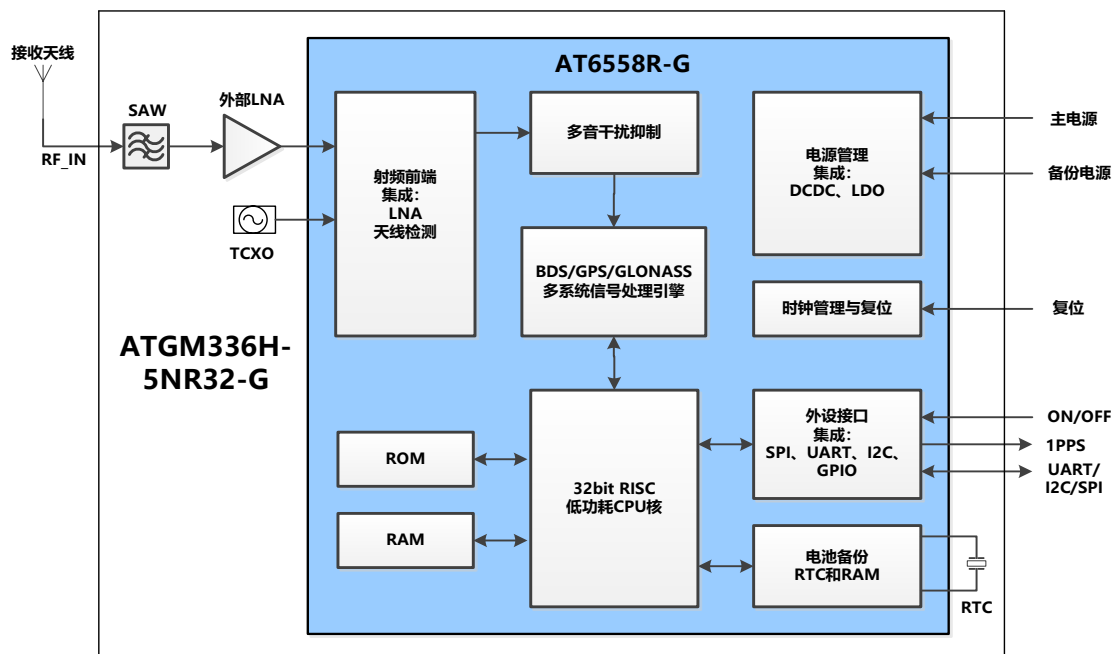 接收天线
RF_IN
SAW
外部LNA
TCXO
ATGM336H-
5NR32-G
AT6558R-G
射频前端
集成：
LNA
天线检测
多音干扰抑制
BDS/GPS/GLONASS
多系统信号处理引擎
ROM
RAM
32bit RISC
低功耗CPU核
电源管理
集成：
DCDC、LDO
时钟管理与复位
外设接口
集成：
SPI、UART、I2C、
GPIO
电池备份
RTC和RAM
主电源
备份电源
复位
ON/OFF
1PPS
UART/
I2C/SPI
RTC